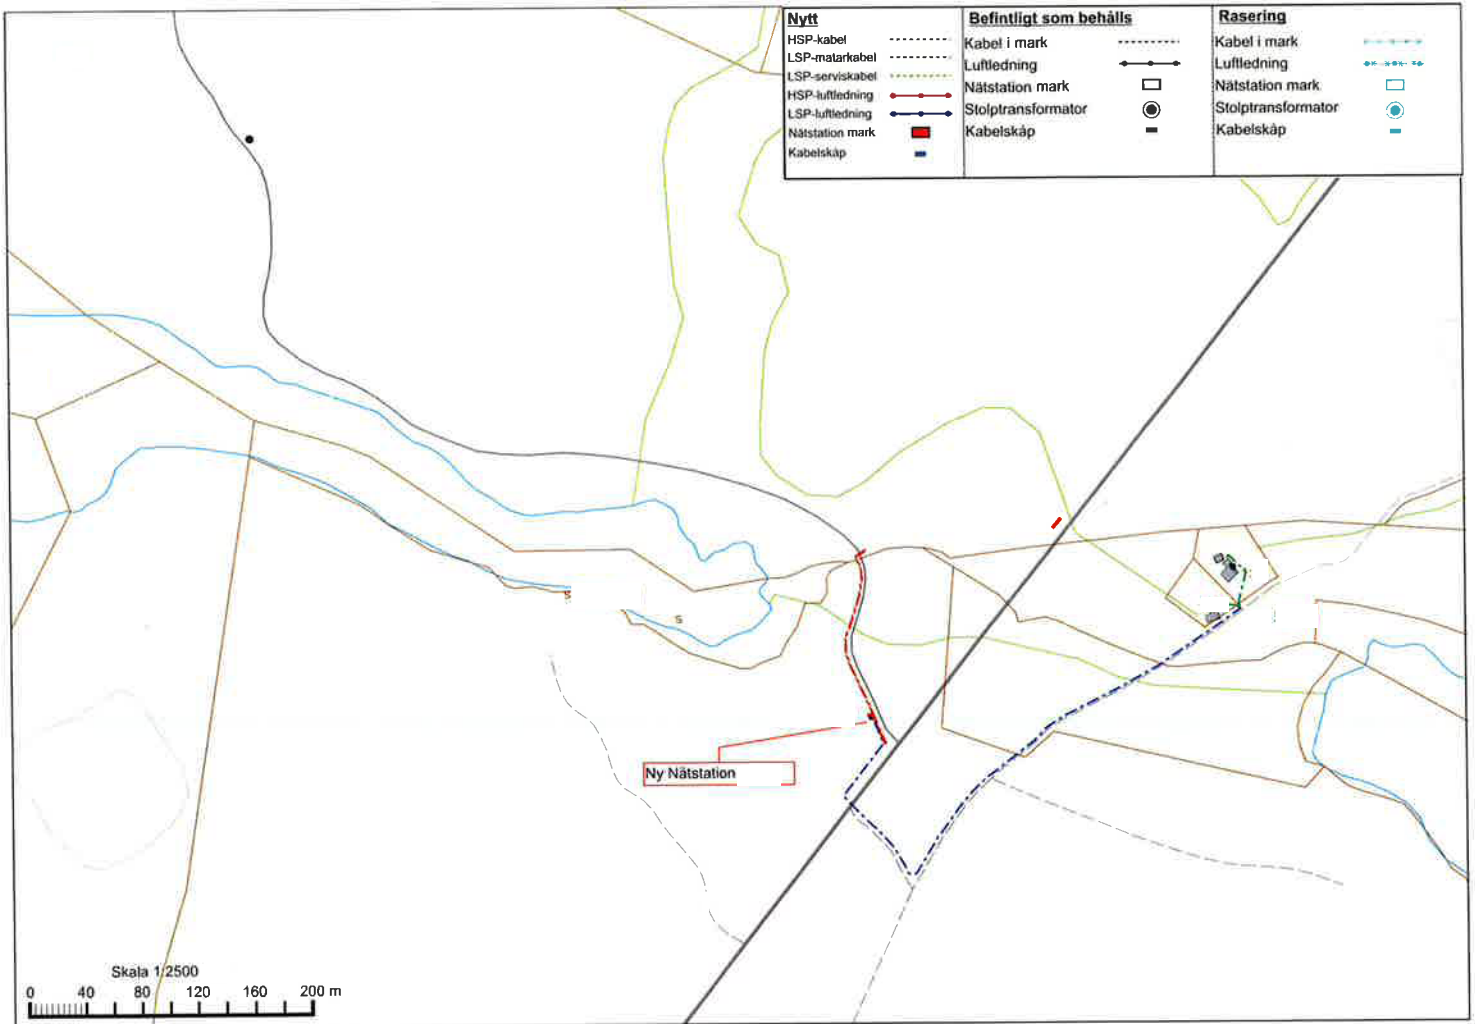 Nytt
HSP-kabel
LSP-matarkabel
LSP-serviskabel
HSP-luftledning
LSP-luftledning
Nätstation mark
Kabelskåp
Befintligt som behålls
Kabel i mark
Luftledning
Nätstation mark
Stolptransformator
Kabelskåp
Rasering
Kabel i mark
Luftledning
Nätstation mark
Stolptransformator
Kabelskåp
S
S
Ny Nätstation
Skala 1:2500
0 40 80 120 160 200 m